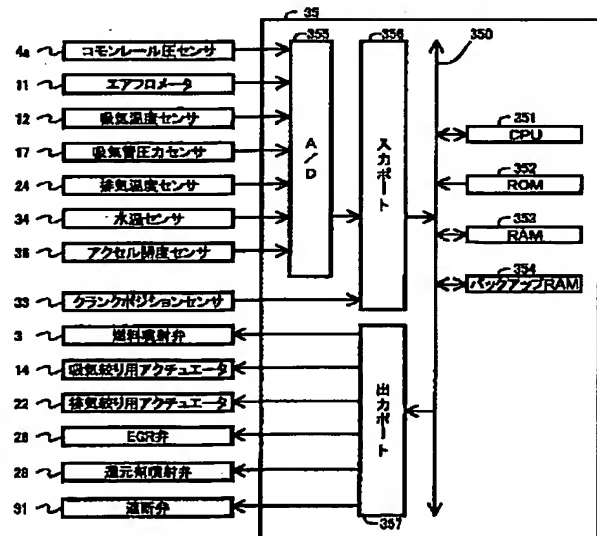 35
4a コモンレール圧センサ
11 エアフロメータ
12 吸気温度センサ
17 吸気管圧力センサ
24 排気温度センサ
34 水温センサ
36 アクセル開度センサ
33 クランクポジションセンサ
3 燃料噴射弁
14 吸気絞り用アクチュエータ
22 排気絞り用アクチュエータ
26 EGR弁
28 還元剤噴射弁
31 遮断弁
355
A/D
356
入力ポート
出力ポート
357
350
351
CPU
352
ROM
353
RAM
354
バックアップRAM